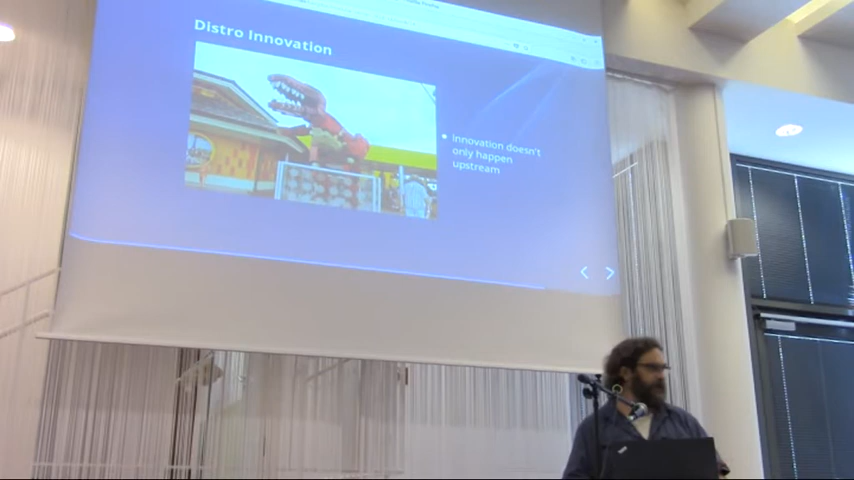 Distro Innovation
Innovation doesn't
only happen
upstream